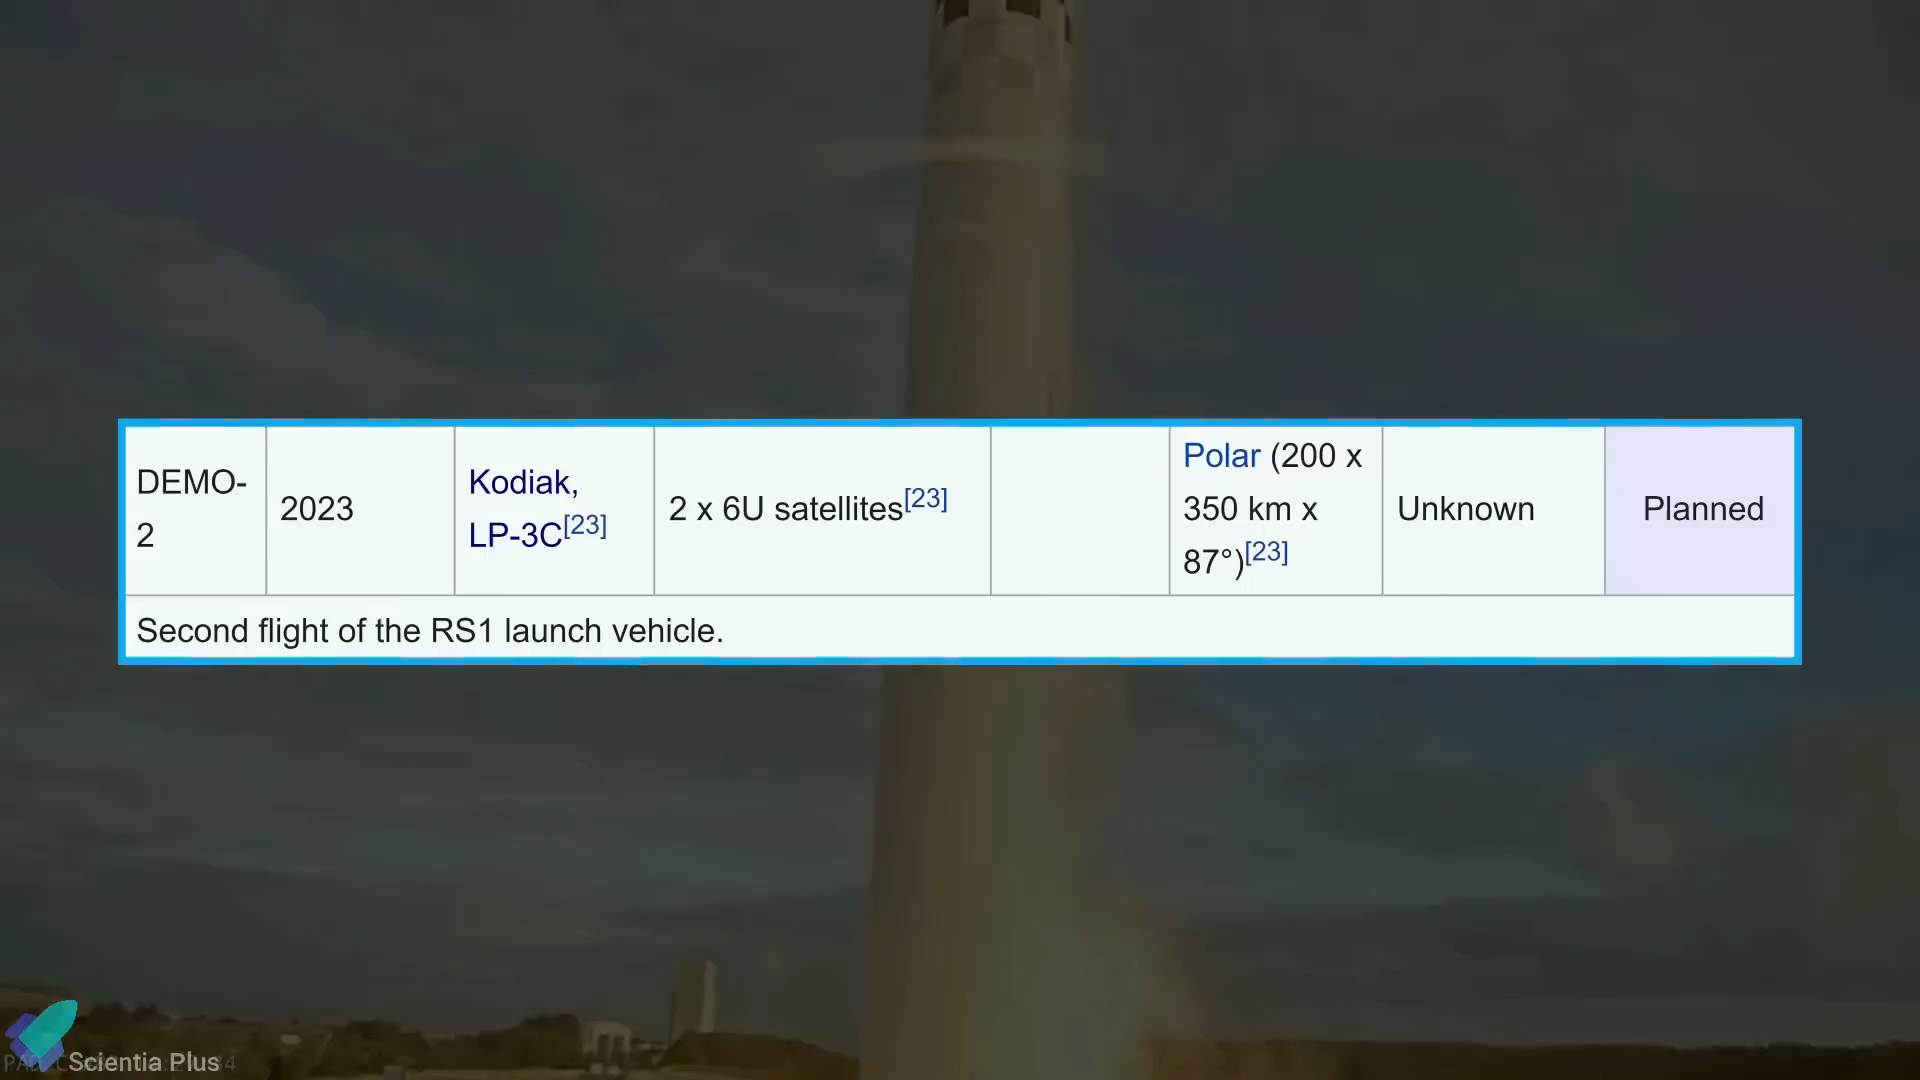 DEMO-
2
2023
Kodiak,
LP-3C[23]
2 x 6U satellites[23]
Polar (200 x
350 km x
87°)[23]
Unknown
Planned
Second flight of the RS1 launch vehicle.
Scientia Plus